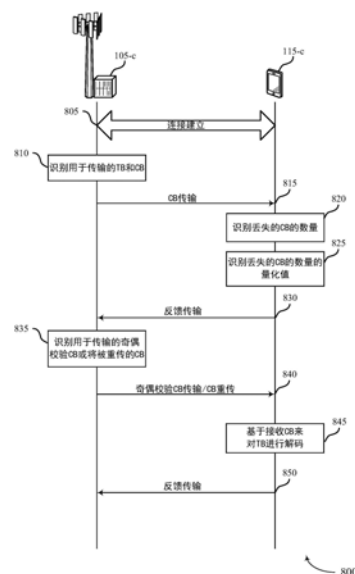 105-c
115-c
805
连接建立
810
识别用于传输的TB和CB
CB传输
815
820
识别丢失的CB的数量
825
识别丢失的CB的数量的
量化值
反馈传输
830
835
识别用于传输的奇偶
校验CB或将被重传的CB
奇偶校验CB传输/CB重传
840
845
基于接收CB来
对TB进行解码
反馈传输
850
800